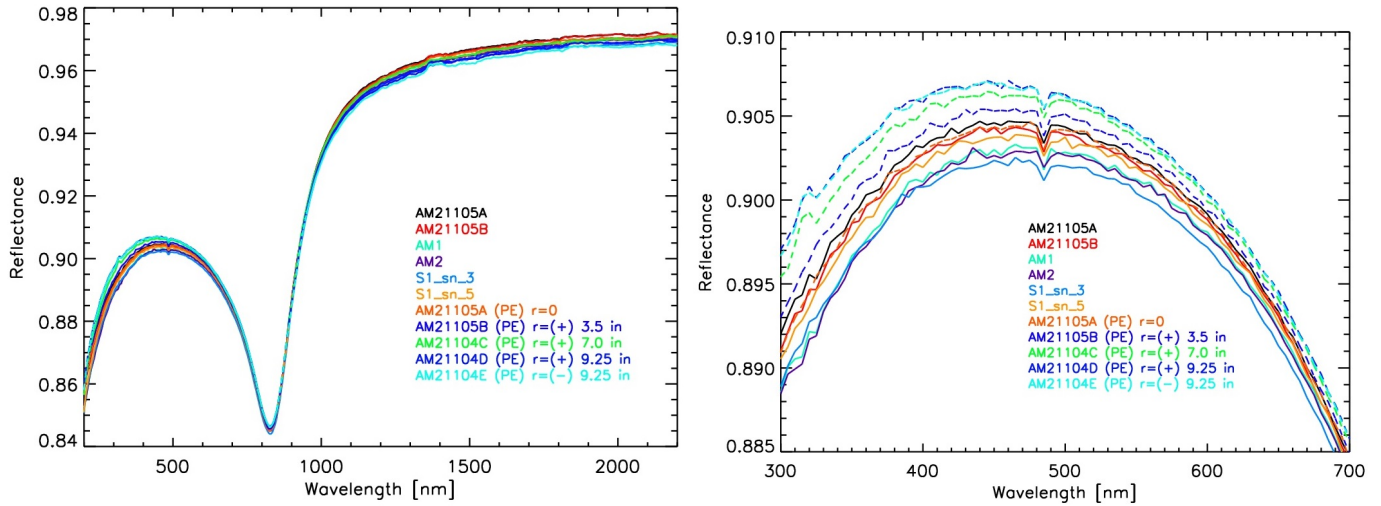 0.98
0.96
0.94
0.92
0.90
0.88
0.86
0.84
Reflectance
AM21105A
AM21105B
AM1
AM2
S1_sn_3
S1_sn_5
AM21105A (PE) r=0
AM21105B (PE) r=(+) 3.5 in
AM21104C (PE) r=(+) 7.0 in
AM21104D (PE) r=(+) 9.25 in
AM21104E (PE) r=(-) 9.25 in
500 1000 1500 2000
Wavelength [nm]
0.910
0.905
0.900
0.895
0.890
0.885
Reflectance
AM21105A
AM21105B
AM1
AM2
S1_sn_3
S1_sn_5
AM21105A (PE) r=0
AM21105B (PE) r=(+) 3.5 in
AM21104C (PE) r=(+) 7.0 in
AM21104D (PE) r=(+) 9.25 in
AM21104E (PE) r=(-) 9.25 in
300 400 500 600 700
Wavelength [nm]